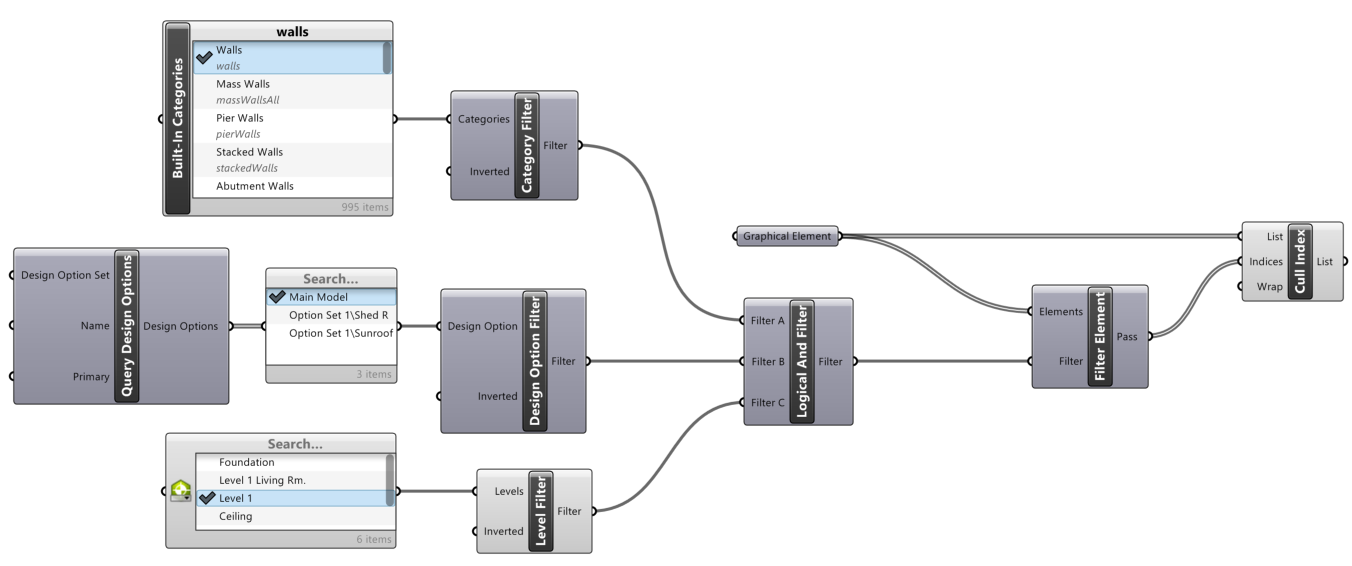 walls
Built-In Categories
Walls
walls
Mass Walls
massWallsAll
Pier Walls
pierWalls
Stacked Walls
stackedWalls
Abutment Walls
995 items
Categories
Inverted
Category Filter
Filter
Design Option Set
Name
Primary
Query Design Options
Design Options
Search...
Main Model
Option Set 1\Shed R
Option Set 1\Sunroof
3 items
Design Option
Inverted
Design Option Filter
Filter
Search...
Foundation
Level 1 Living Rm.
Level 1
Ceiling
6 items
Levels
Inverted
Level Filter
Filter
Filter A
Filter B
Filter C
Logical And Filter
Filter
Graphical Element
Elements
Filter
Filter Element
Pass
List
Indices
Wrap
Cull Index
List